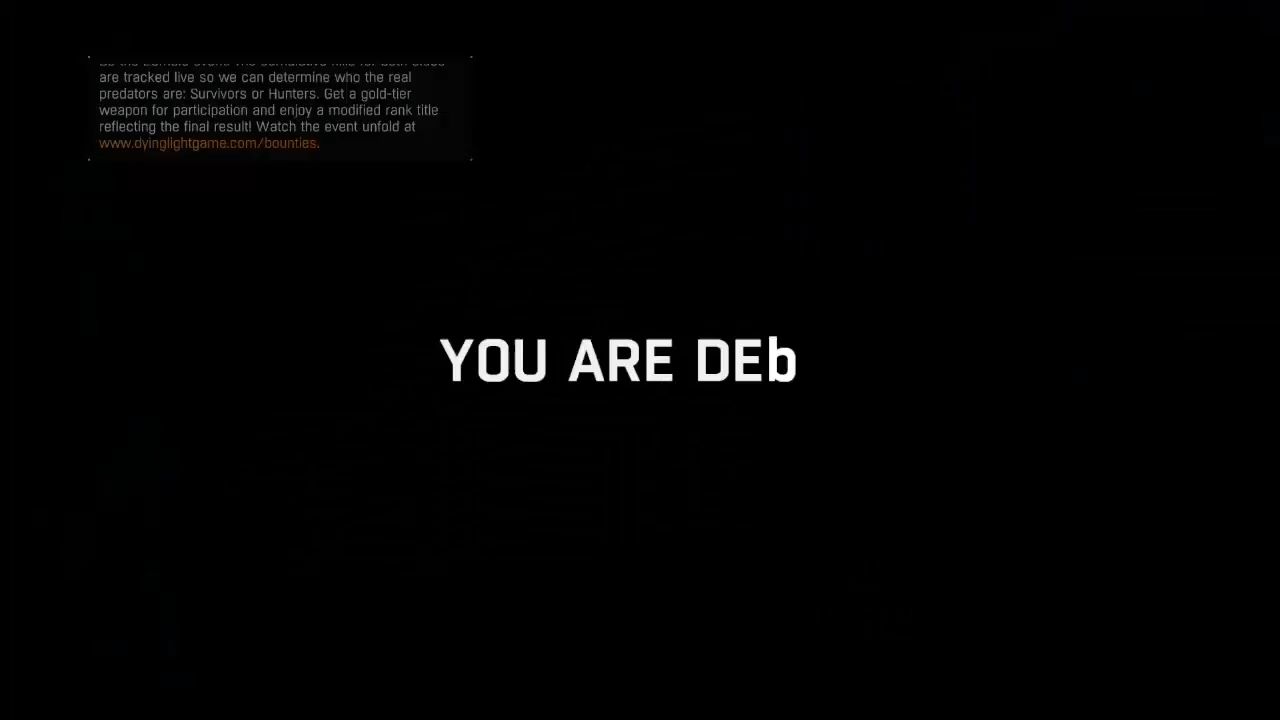 are tracked live so we can determine who the real
predators are: Survivors or Hunters. Get a gold-tier
weapon for participation and enjoy a modified rank title
reflecting the final result! Watch the event unfold at
www.dyinglightgame.com/bounties.
YOU ARE DEb